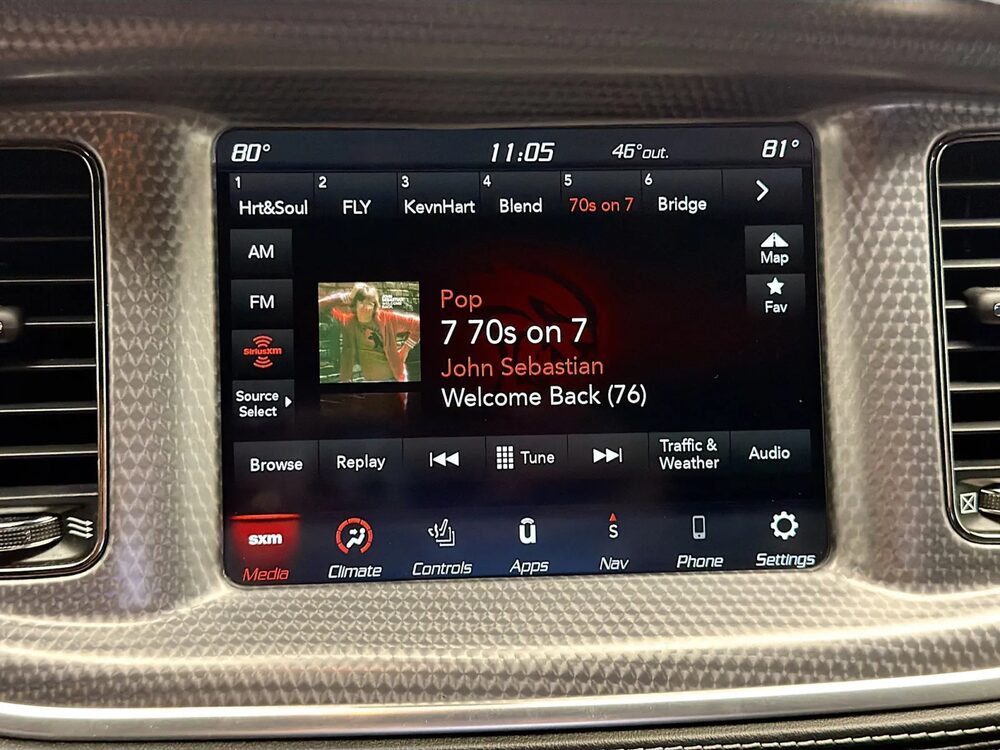 80° 11:05 46°out. 81°
1 2 3 4 5 6
Hrt&Soul FLY KevnHart Blend 70s on 7 Bridge
AM
Map
FM
Fav
SiriusXM
Source
Select
Pop
7 70s on 7
John Sebastian
Welcome Back (76)
Browse Replay Tune Traffic &
Weather Audio
sxm
û
S
Media Climate Controls Apps Nav Phone Settings